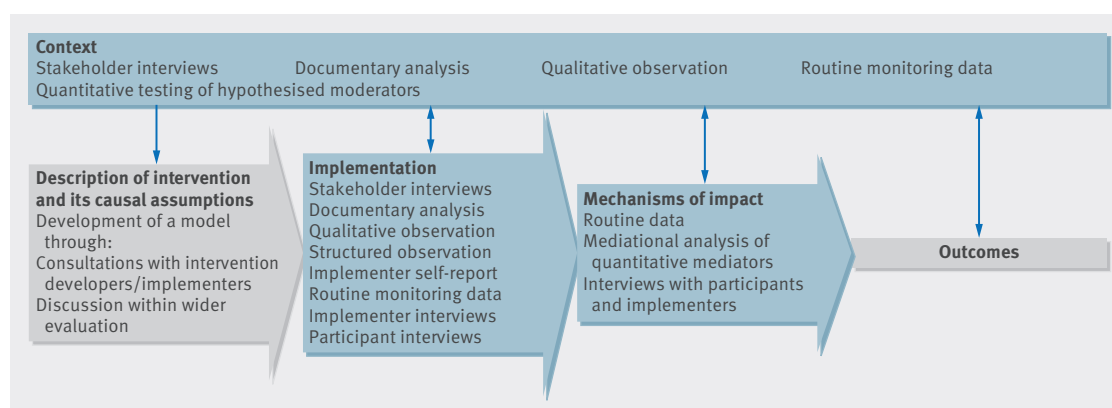 Context
Stakeholder interviews Documentary analysis Qualitative observation Routine monitoring data
Quantitative testing of hypothesised moderators
Description of intervention
and its causal assumptions
Development of a model
through:
Consultations with intervention
developers/implementers
Discussion within wider
evaluation
Implementation
Stakeholder interviews
Documentary analysis
Qualitative observation
Structured observation
Implementer self-report
Routine monitoring data
Implementer interviews
Participant interviews
Mechanisms of impact
Routine data
Mediational analysis of
quantitative mediators
Interviews with participants
and implementers
Outcomes